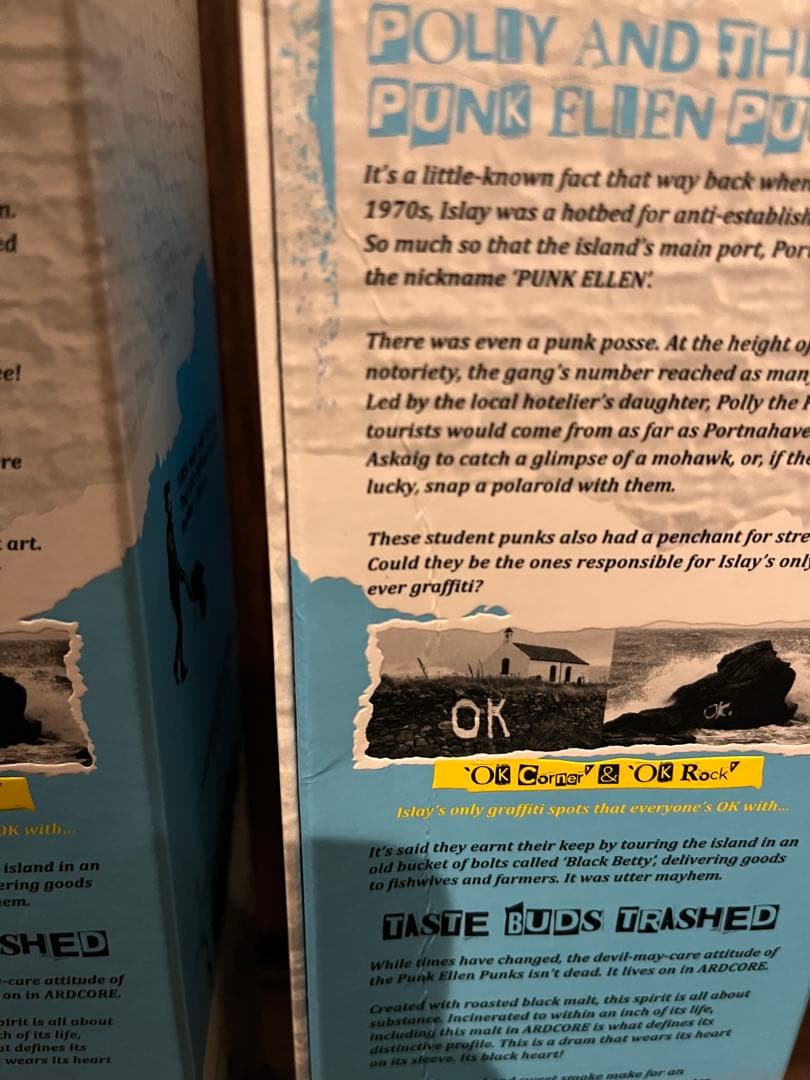 n.
ed
ee!
re
art.
OK with...
island in an
ering goods
em.
SHED
-care attitude of
on in ARDCORE.
pirit is all about
ch of its life,
at defines its
wears its heart
POLLY AND THE
PUNK ELLEN PU
It's a little-known fact that way back when
1970s, Islay was a hotbed for anti-establish
So much so that the island's main port, Por
the nickname 'PUNK ELLEN'.
There was even a punk posse. At the height of
notoriety, the gang's number reached as many
Led by the local hotelier's daughter, Polly the
tourists would come from as far as Portnahave
Askaig to catch a glimpse of a mohawk, or, if the
lucky, snap a polaroid with them.
These student punks also had a penchant for stre
Could they be the ones responsible for Islay's only
ever graffiti?
OK
OK.
'OK Corner' & 'OK Rock'
Islay's only graffiti spots that everyone's OK with...
It's said they earnt their keep by touring the island in an
old bucket of bolts called 'Black Betty', delivering goods
to fishwives and farmers. It was utter mayhem.
TASTE BUDS TRASHED
While times have changed, the devil-may-care attitude of
the Punk Ellen Punks isn't dead. It lives on in ARDCORE.
Created with roasted black malt, this spirit is all about
substance. Incinerated to within an inch of its life,
including this malt in ARDCORE is what defines its
distinctive profile. This is a dram that wears its heart
on its sleeve. Its black heart!
sweet smoke make for an